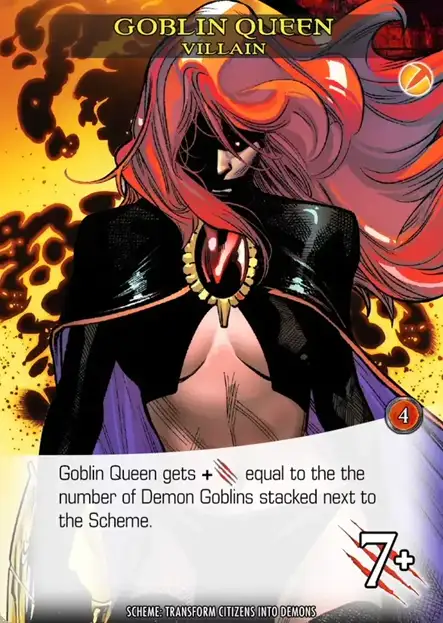 GOBLIN QUEEN
VILLAIN
4
Goblin Queen gets + equal to the the
number of Demon Goblins stacked next to
the Scheme.
7+
SCHEME: TRANSFORM CITIZENS INTO DEMONS